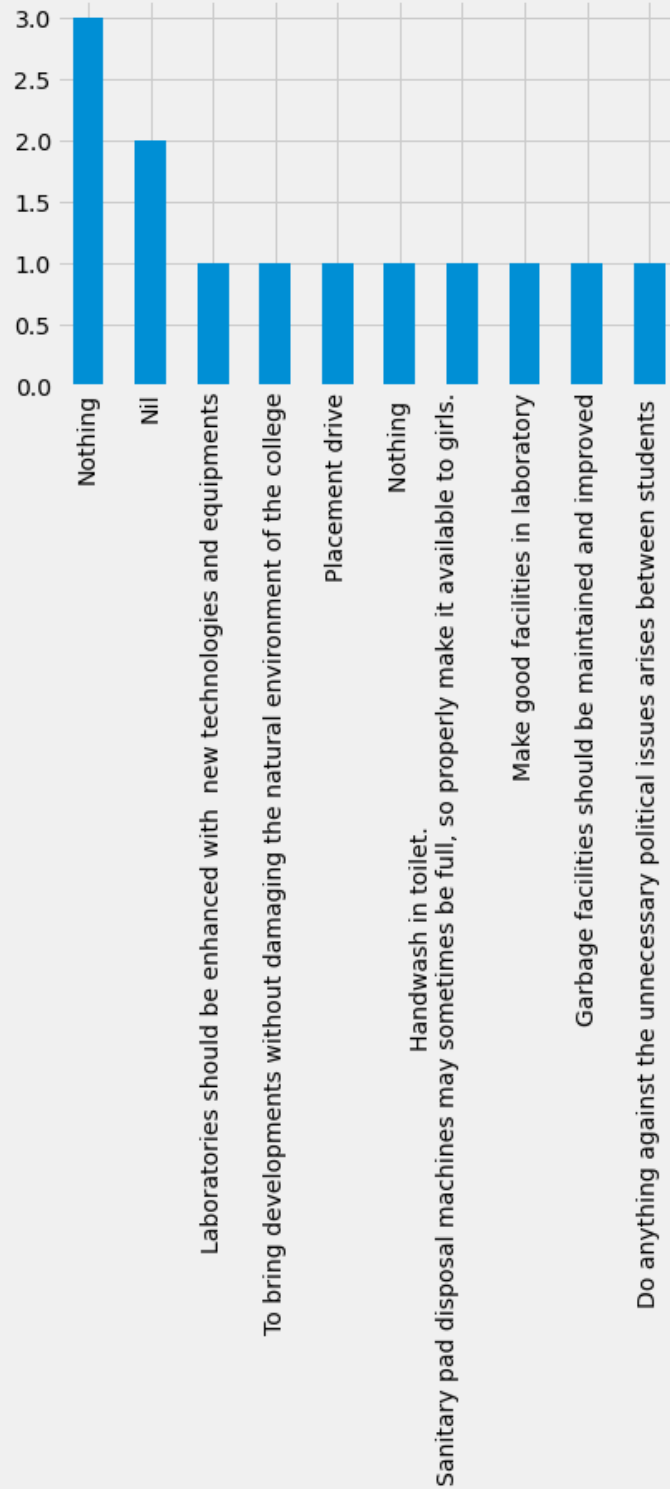 3.0
2.5
2.0
1.5
1.0
0.5
0.0
Nothing
Nil
Laboratories should be enhanced with  new technologies and equipments
To bring developments without damaging the natural environment of the college
Placement drive
Nothing
Handwash in toilet.
Sanitary pad disposal machines may sometimes be full, so properly make it available to girls.
Make good facilities in laboratory
Garbage facilities should be maintained and improved
Do anything against the unnecessary political issues arises between students